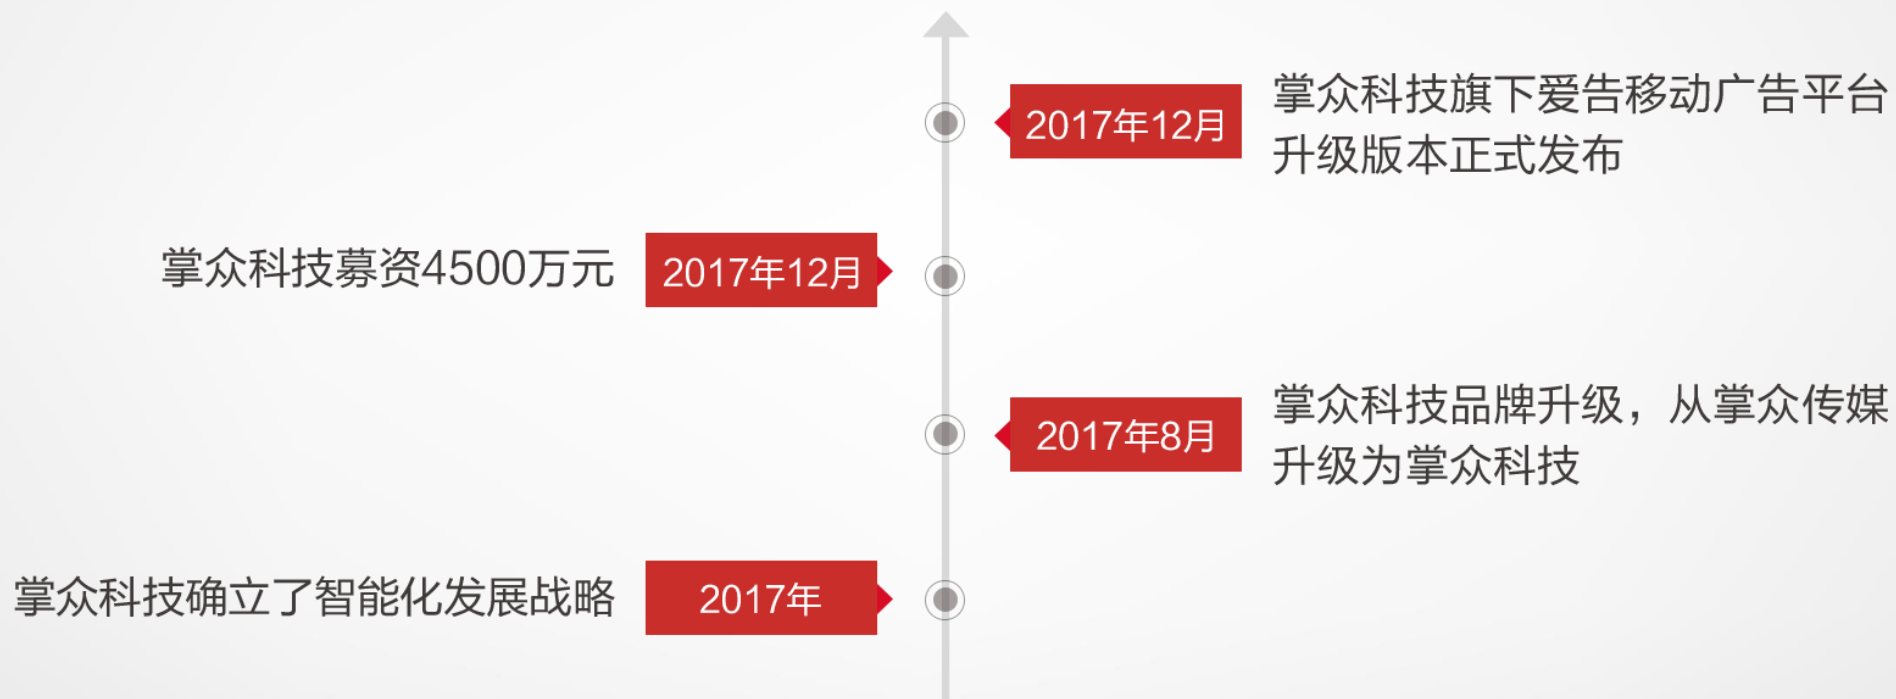 2017年12月
掌众科技旗下爱告移动广告平台
升级版本正式发布
掌众科技募资4500万元
2017年12月
2017年8月
掌众科技品牌升级，从掌众传媒
升级为掌众科技
掌众科技确立了智能化发展战略
2017年